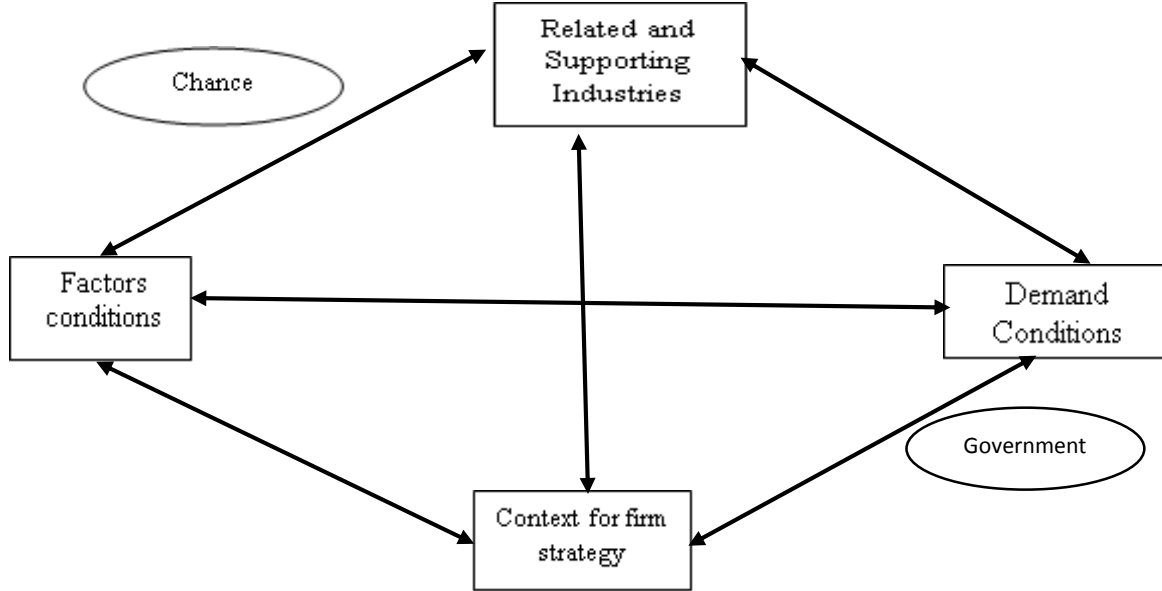 Related and
Supporting
Industries
Chance
Factors
conditions
Demand
Conditions
Government
Context for firm
strategy